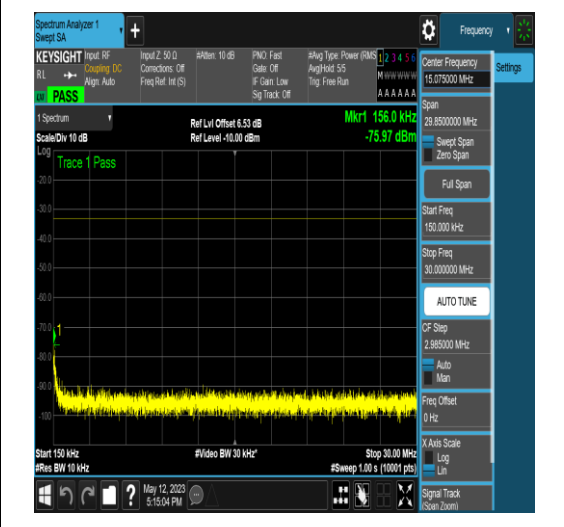 Spectrum Analyzer 1
Swept SA
+
Frequency
KEYSIGHT
Input: RF
Coupling: DC
Align: Auto
Input Z: 50 Ω
Corrections: Off
Freq Ref: Int (S)
#Atten: 10 dB
PNO: Fast
Gate: Off
IF Gain: Low
Sig Track: Off
#Avg Type: Power (RMS
Avg|Hold: 5/5
Trig: Free Run
1 2 3 4 5 6
M w w w w w
A A A A A A
RL
PASS
1 Spectrum
Scale/Div 10 dB
Ref Lvl Offset 6.53 dB
Ref Level -10.00 dBm
Mkr1 156.0 kHz
-75.97 dBm
Log
Trace 1 Pass
-20.0
-30.0
-40.0
-50.0
-60.0
-70.0
1
-80.0
-90.0
-100
Start 150 kHz
#Res BW 10 kHz
#Video BW 30 kHz*
Stop 30.00 MHz
#Sweep 1.00 s (10001 pts)
?
May 12, 2023
5:15:04 PM
Center Frequency
15.075000 MHz
Span
29.8500000 MHz
Swept Span
Zero Span
Full Span
Start Freq
150.000 kHz
Stop Freq
30.000000 MHz
AUTO TUNE
CF Step
2.985000 MHz
Auto
Man
Freq Offset
0 Hz
X Axis Scale
Log
Lin
Signal Track
(Span Zoom)
Settings